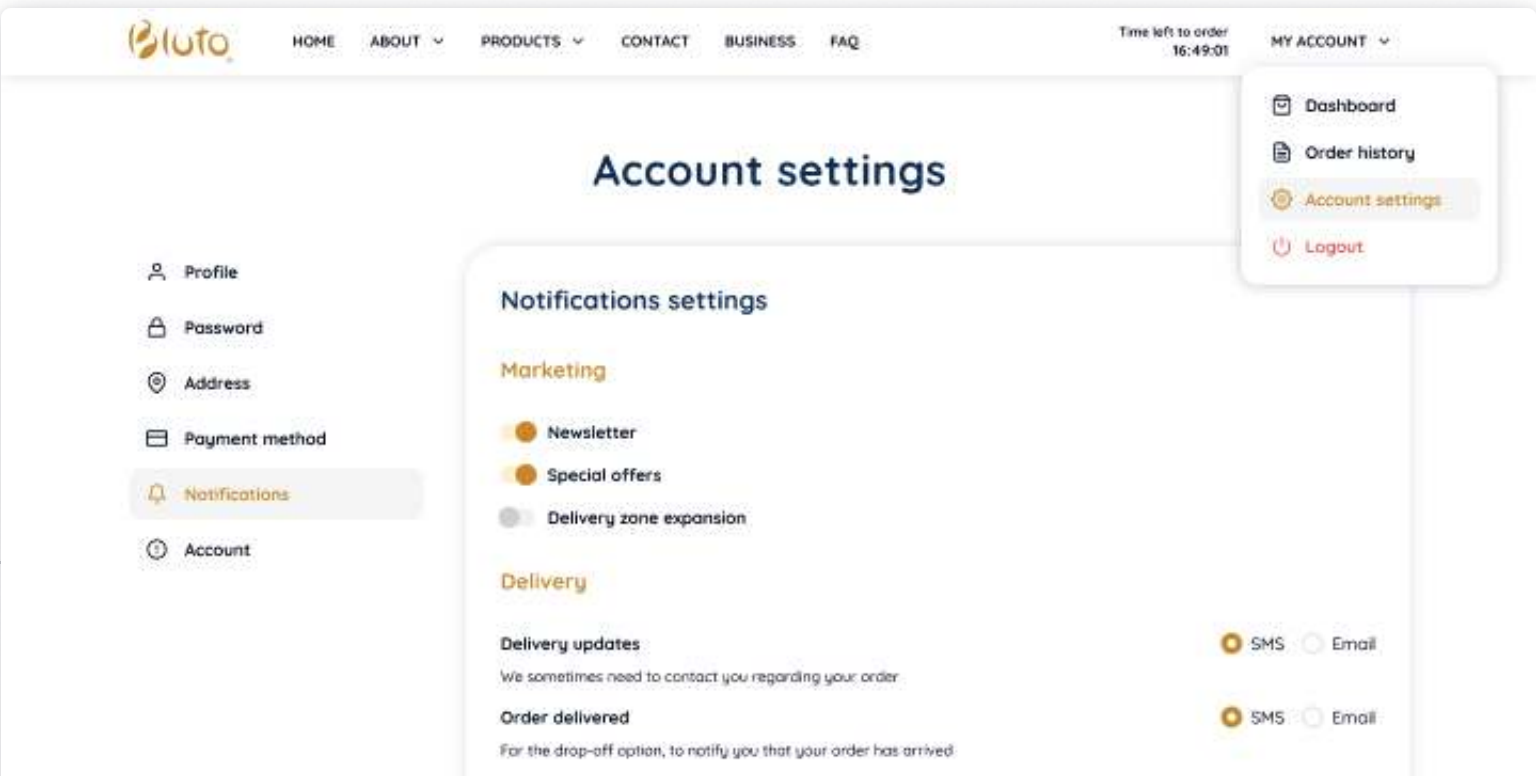 Bluto
HOME ABOUT PRODUCTS CONTACT BUSINESS FAQ
Time left to order
16:49:01
MY ACCOUNT
Dashboard
Order history
Account settings
Logout
Account settings
Profile
Password
Address
Payment method
Notifications
Account
Notifications settings
Marketing
Newsletter
Special offers
Delivery zone expansion
Delivery
Delivery updates SMS Email
We sometimes need to contact you regarding your order
Order delivered SMS Email
For the drop-off option, to notify you that your order has arrived